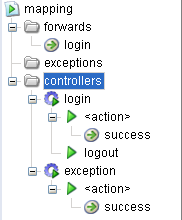 mapping
forwards
login
exceptions
controllers
login
<action>
success
logout
exception
<action>
success